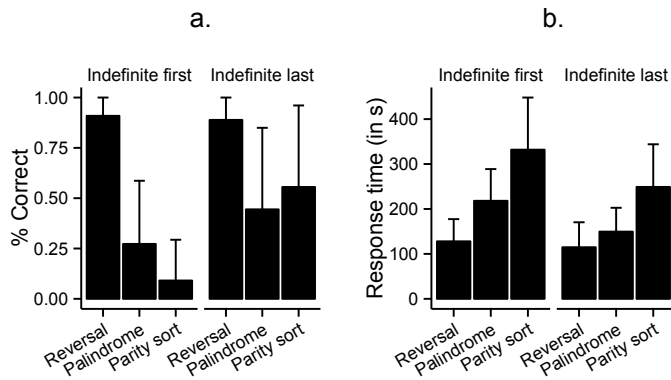 a.
Indefinite first Indefinite last
% Correct
1.00
0.75
0.50
0.25
0.00
Reversal Palindrome Parity sort Reversal Palindrome Parity sort
b.
Indefinite first Indefinite last
Response time (in s)
400
300
200
100
0
Reversal Palindrome Parity sort Reversal Palindrome Parity sort